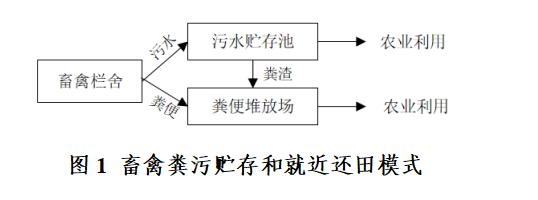 污水贮存池
农业利用
污水
畜禽栏舍
粪渣
粪便
粪便堆放场
农业利用
图 1 畜禽粪污贮存和就近还田模式